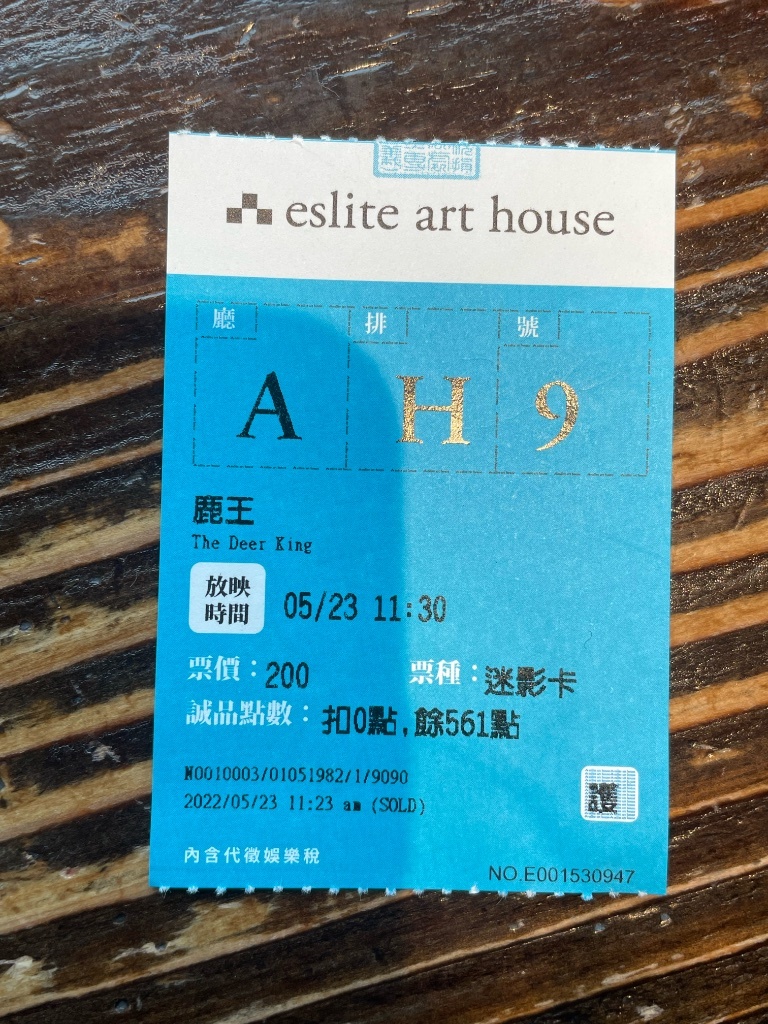 eslite art house
廳 排 號
A H 9
鹿王
The Deer King
放映時間 05/23 11:30
票價：200 票種：迷影卡
誠品點數：扣0點,餘561點
N0010003/01051982/1/9090
2022/05/23 11:23 am (SOLD)
護
內含代徵娛樂稅
NO.E001530947